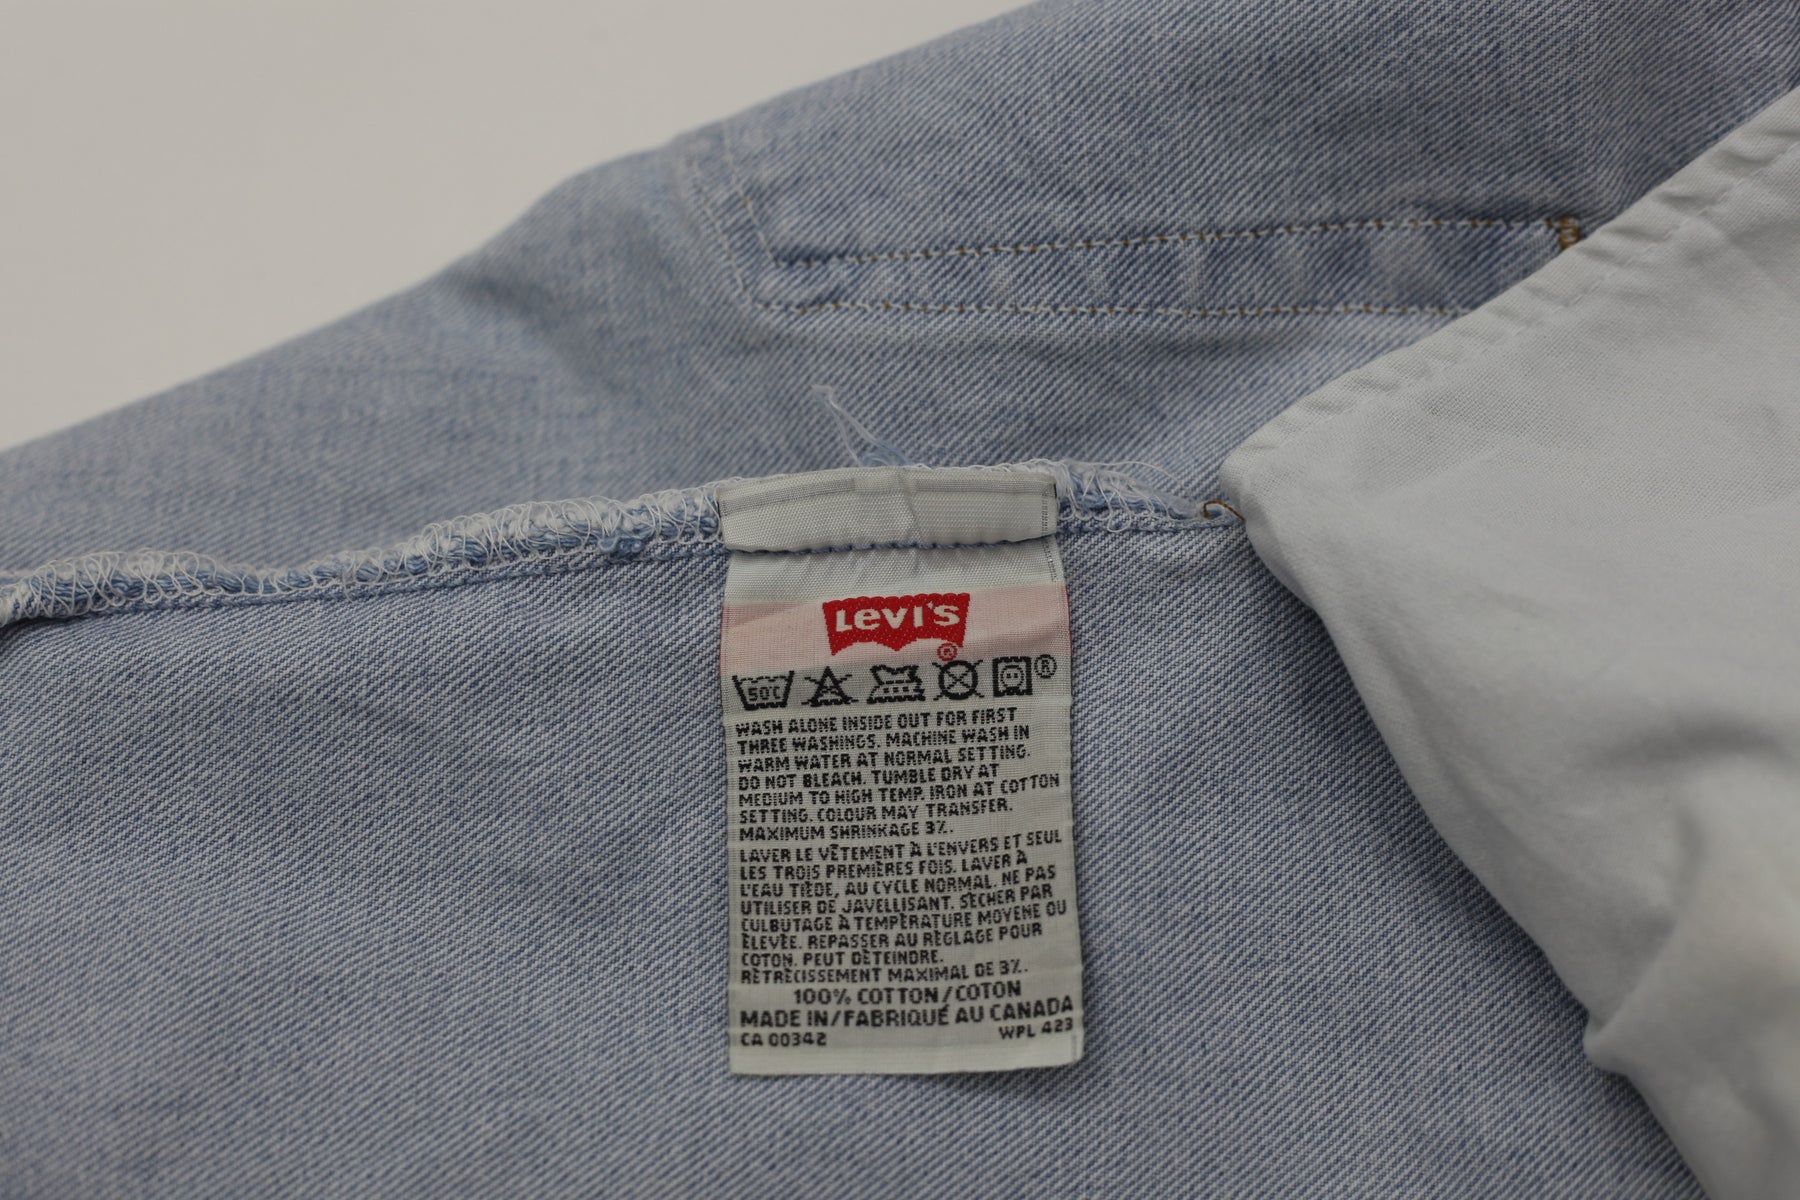 Levi's
®
50°C ®
WASH ALONE INSIDE OUT FOR FIRST
THREE WASHINGS. MACHINE WASH IN
WARM WATER AT NORMAL SETTING.
DO NOT BLEACH. TUMBLE DRY AT
MEDIUM TO HIGH TEMP. IRON AT COTTON
SETTING. COLOUR MAY TRANSFER.
MAXIMUM SHRINKAGE 3%.
LAVER LE VÊTEMENT À L'ENVERS ET SEUL
LES TROIS PREMIÈRES FOIS. LAVER À
L'EAU TIÈDE, AU CYCLE NORMAL. NE PAS
UTILISER DE JAVELLISANT. SÉCHER PAR
CULBUTAGE À TEMPÉRATURE MOYENE OU
ÉLEVÉE. REPASSER AU RÉGLAGE POUR
COTON. PEUT DÉTEINDRE.
RÉTRÉCISSEMENT MAXIMAL DE 3%.
100% COTTON/COTON
MADE IN/FABRIQUÉ AU CANADA
CA 00342 WPL 423